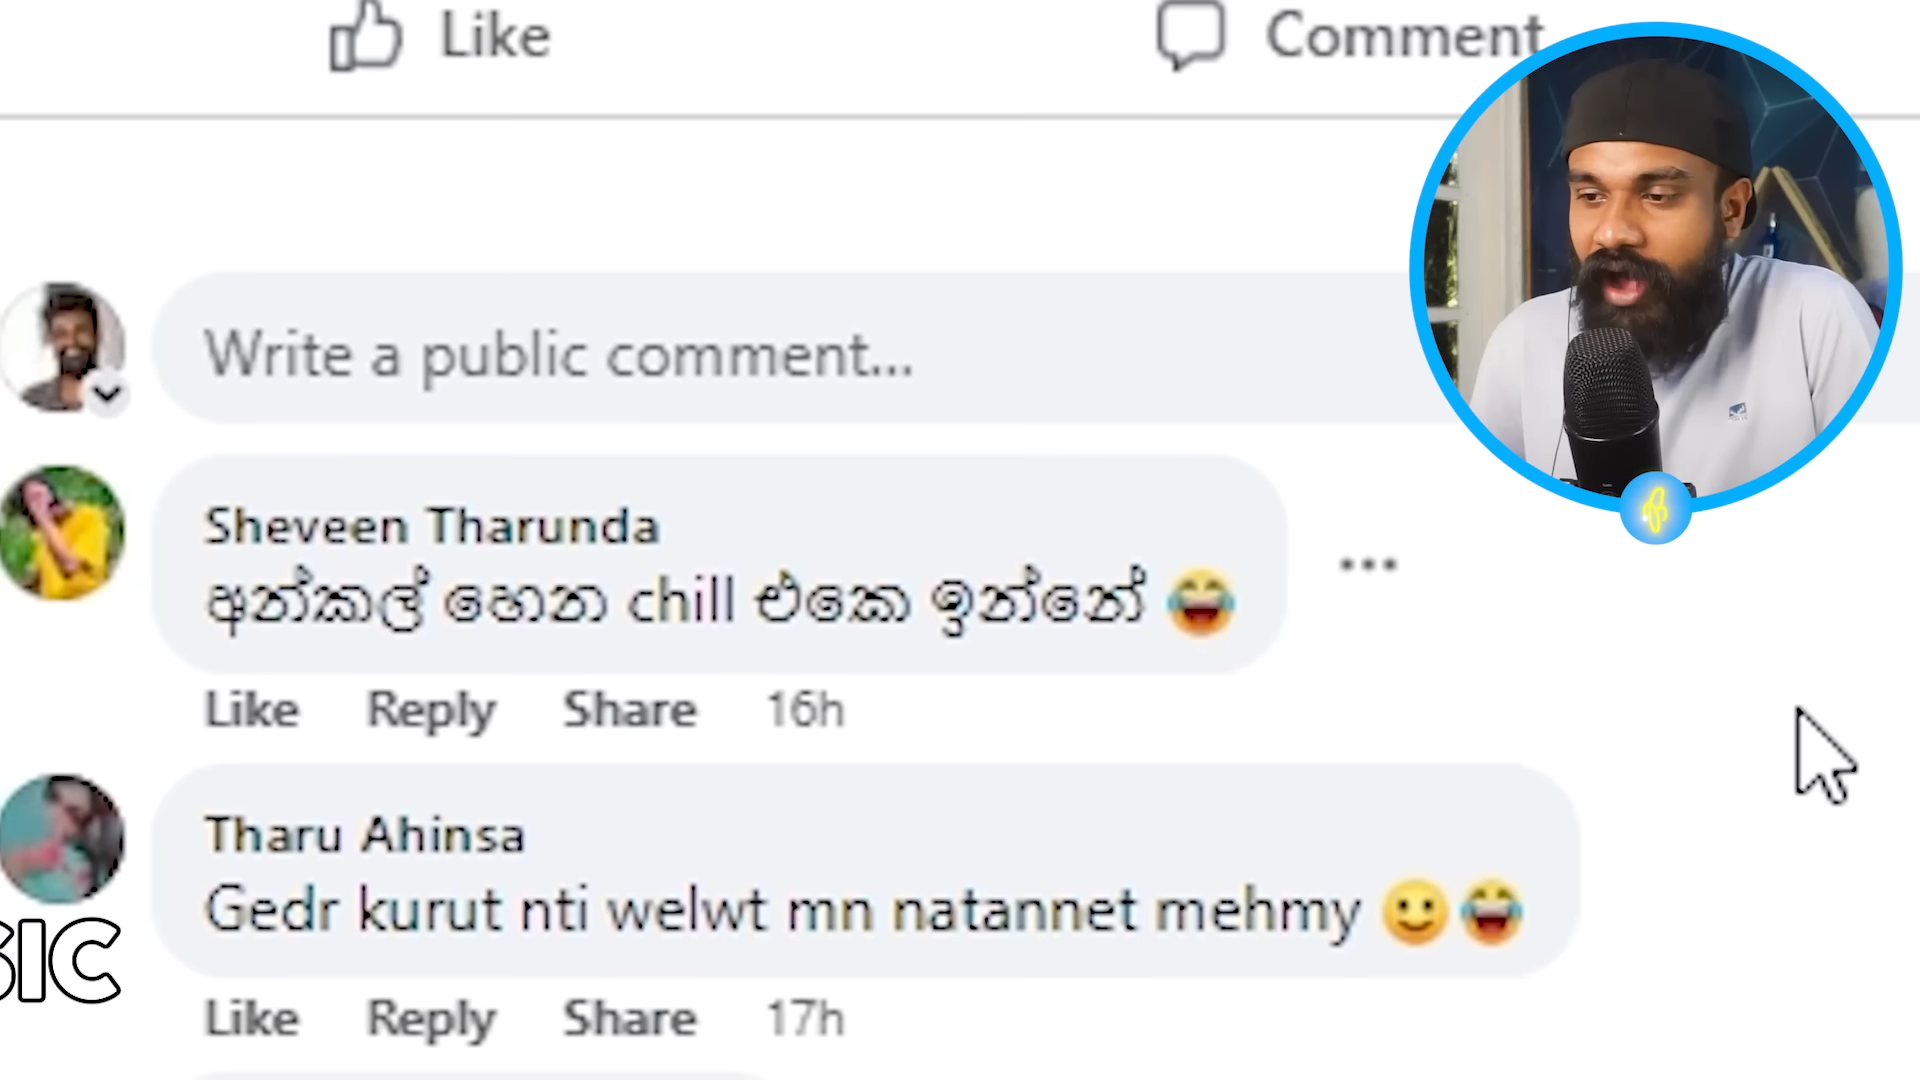 Like
Comment
Write a public comment...
Sheveen Tharunda
අන්කල් හෙන chill එකෙ ඉන්නේ 😂
Like Reply Share 16h
Tharu Ahinsa
Gedr kurut nti welwt mn natannet mehmy 🙂😂
SIC
Like Reply Share 17h